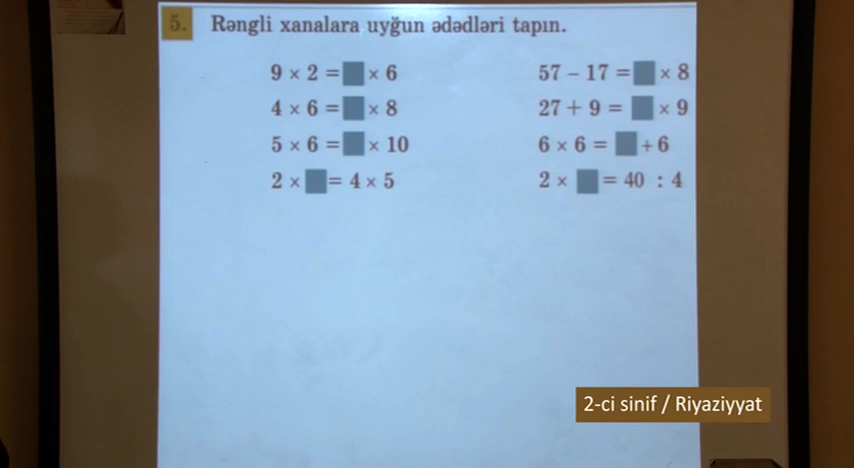 5. Rəngli xanalara uyğun ədədləri tapın.
9 × 2 = ■ × 6
57 – 17 = ■ × 8
4 × 6 = ■ × 8
27 + 9 = ■ × 9
5 × 6 = ■ × 10
6 × 6 = ■ + 6
2 × ■ = 4 × 5
2 × ■ = 40 : 4
2-ci sinif / Riyaziyyat